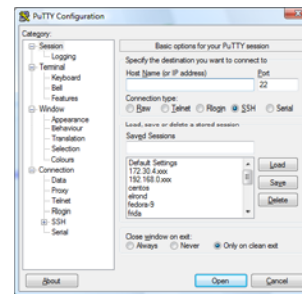 PuTTY Configuration
Category:
Session
Logging
Terminal
Keyboard
Bell
Features
Window
Appearance
Behaviour
Translation
Selection
Colours
Connection
Data
Proxy
Telnet
Rlogin
SSH
Serial
Basic options for your PuTTY session
Specify the destination you want to connect to
Host Name (or IP address) Port
22
Connection type:
Raw Telnet Rlogin SSH Serial
Load, save or delete a stored session
Saved Sessions
Default Settings
172.30.4.xxx
192.168.0.xxx
centos
elrond
fedora-9
frida
Load
Save
Delete
Close window on exit:
Always Never Only on clean exit
About Open Cancel